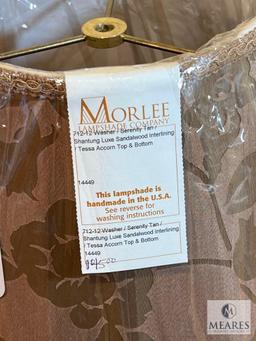 MORLEE
LAMPSHADE COMPANY
712-12 Washer / Serenity Tan /
Shantung Luxe Sandalwood Interlining
/ Tessa Accorn Top & Bottom
14449
This lampshade is
handmade in the U.S.A.
See reverse for
washing instructions
712-12 Washer / Serenity Tan /
Shantung Luxe Sandalwood Interlining
/ Tessa Accorn Top & Bottom
14449
MEARES